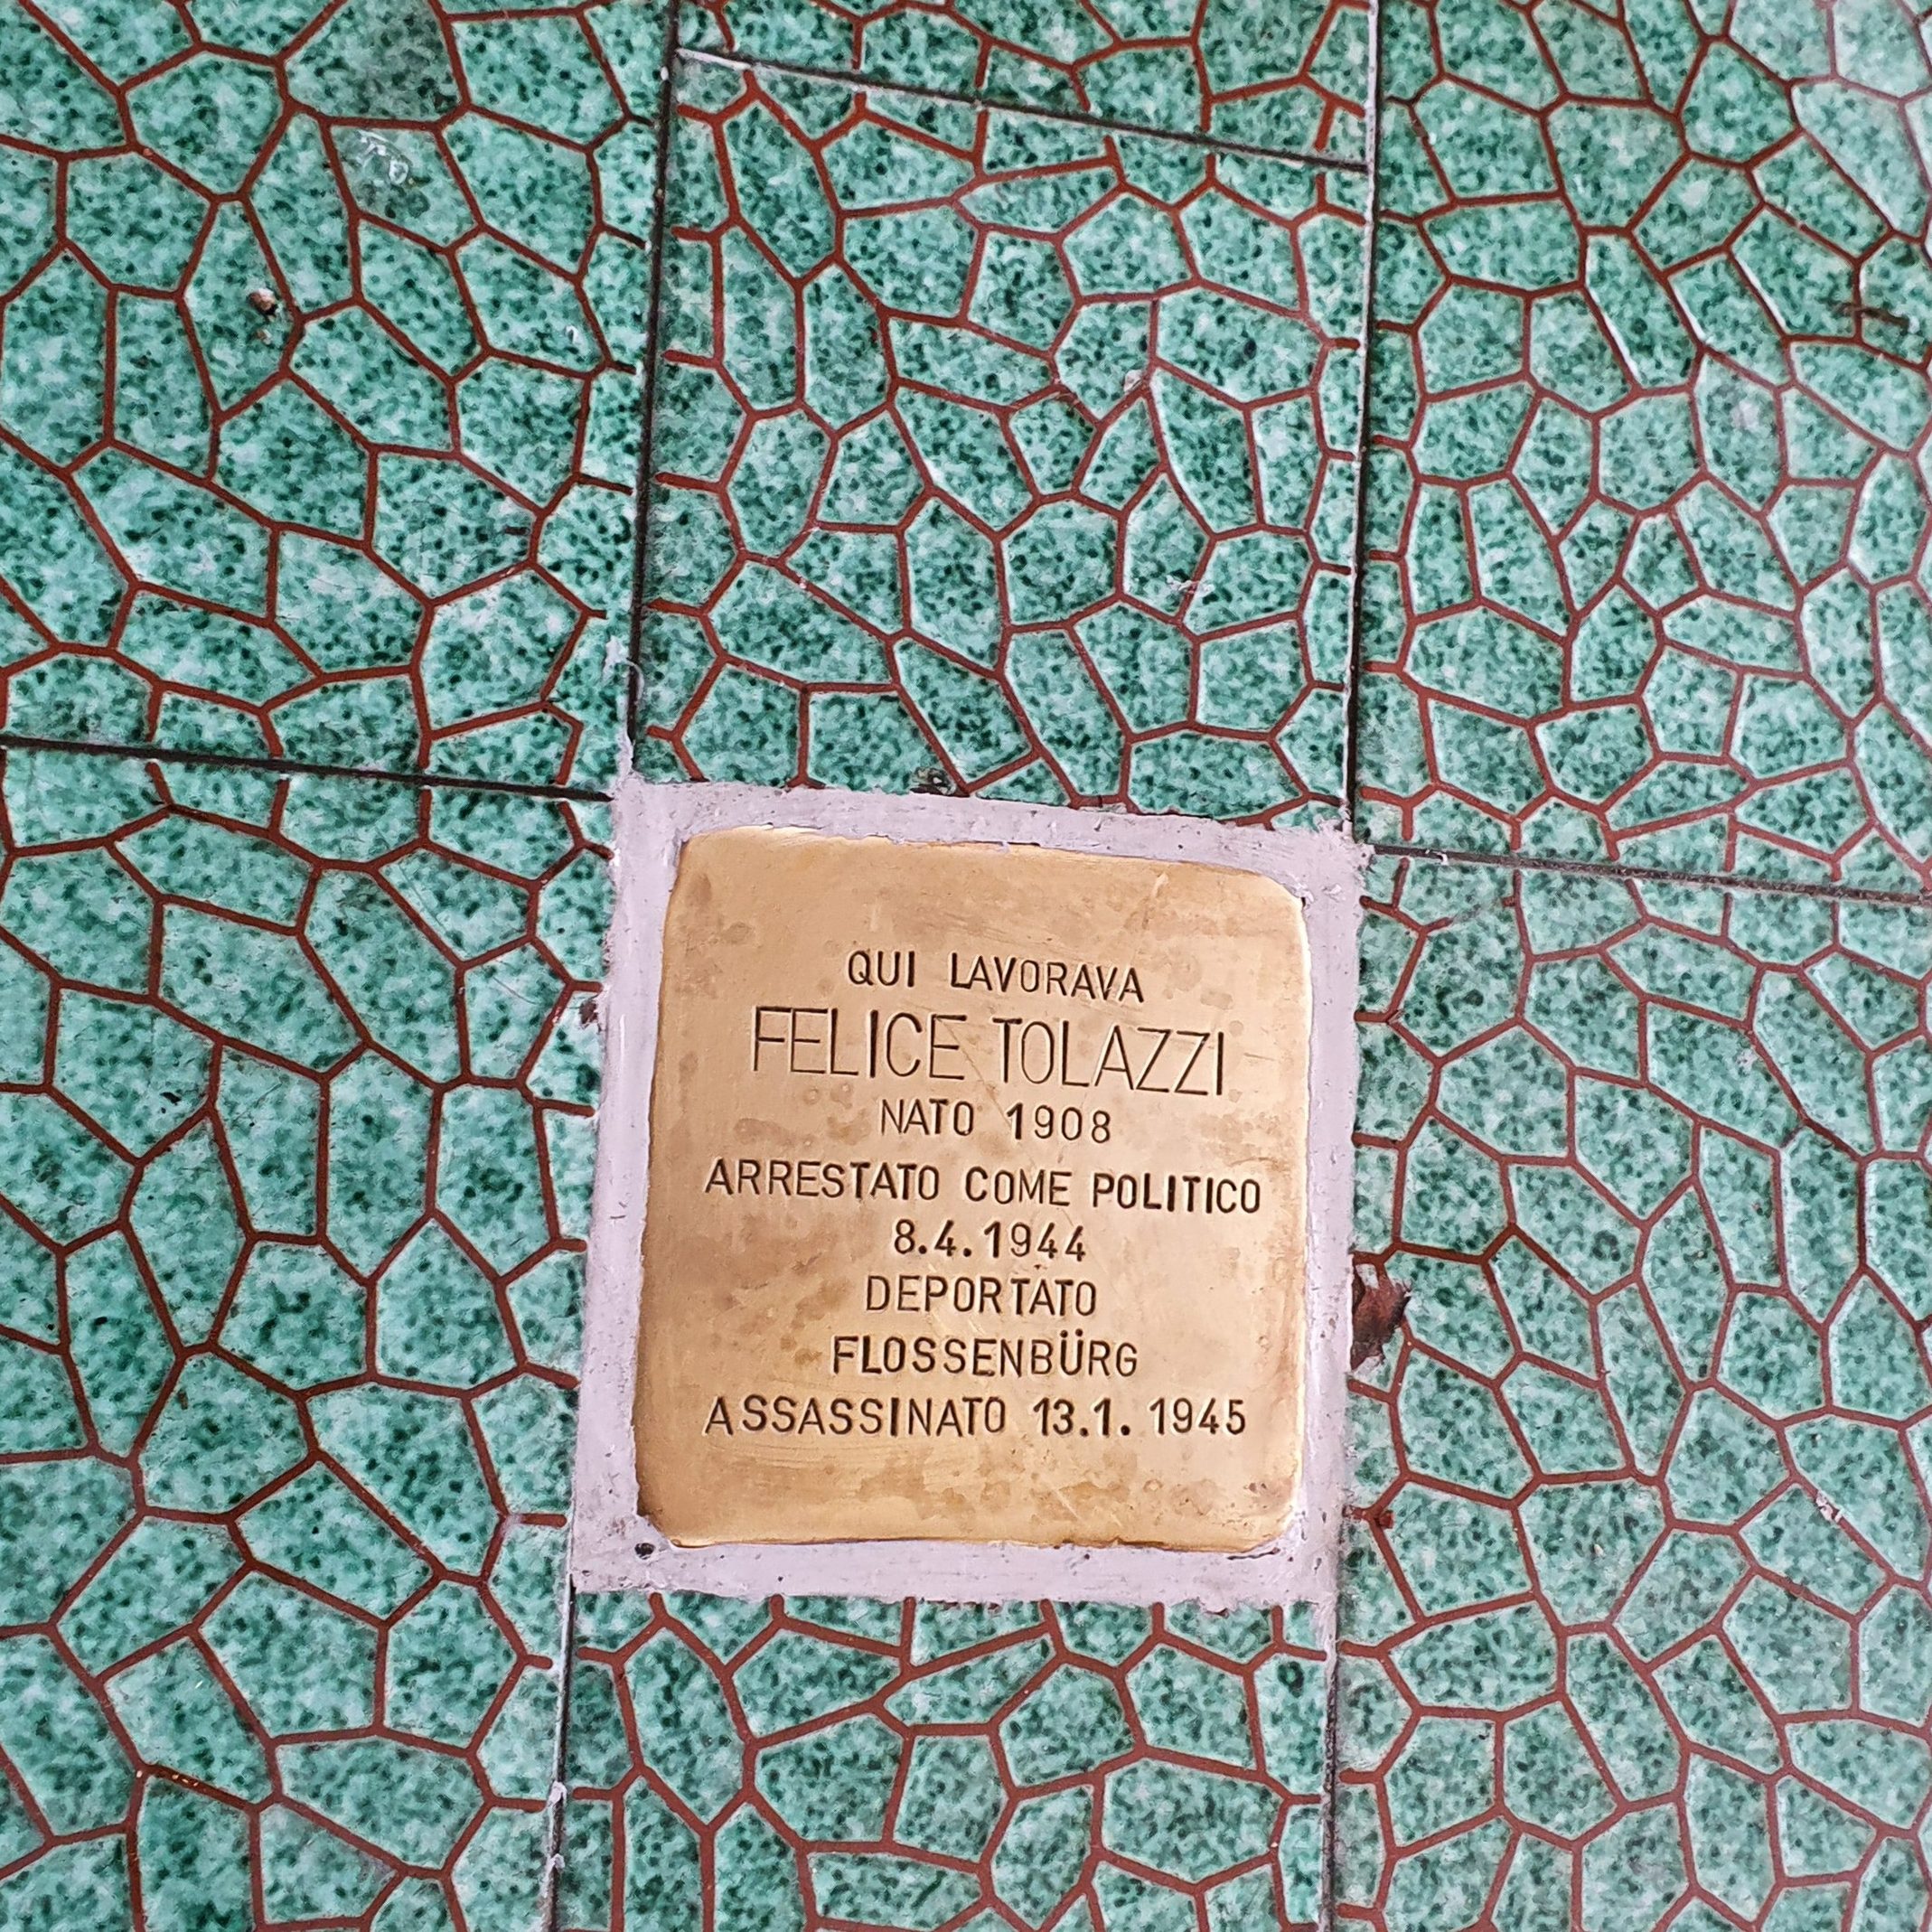 QUI LAVORAVA
FELICE TOLAZZI
NATO 1908
ARRESTATO COME POLITICO
8.4.1944
DEPORTATO
FLOSSENBÜRG
ASSASSINATO 13.1.1945